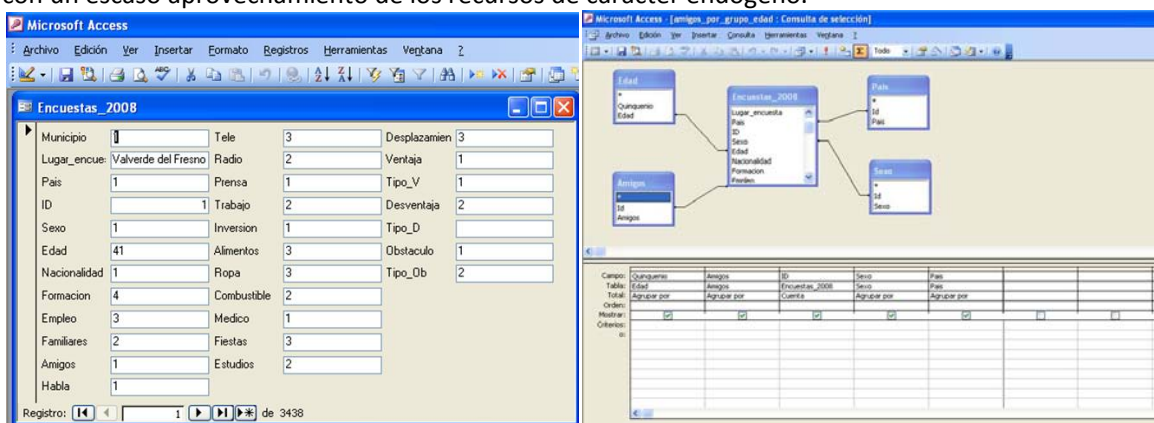 con un escaso aprovechamiento de los recursos de carácter endógeno.
Microsoft Access
Archivo Edición Ver Insertar Formato Registros Herramientas Ventana ?
Encuestas_2008
Municipio Tele 3 Desplazamien 3
Lugar_encue: Valverde del Fresno Radio 2 Ventaja 1
Pais 1 Prensa 1 Tipo_V 1
ID 1 Trabajo 2 Desventaja 2
Sexo 1 Inversion 1 Tipo_D
Edad 41 Alimentos 3 Obstaculo 1
Nacionalidad 1 Ropa 3 Tipo_Ob 2
Formacion 4 Combustible 2
Empleo 3 Medico 1
Familiares 2 Fiestas 3
Amigos 1 Estudios 2
Habla 1
Registro: 1 de 3438
Microsoft Access - [amigos_por_grupo_edad : Consulta de selección]
Archivo Edición Ver Insertar Consulta Herramientas Ventana ?
Todo
Edad
*
Quinquenio
Edad
Encuestas_2008
Lugar_encuesta
Pais
ID
Sexo
Edad
Nacionalidad
Formacion
Pais
*
Id
Pais
Amigos
*
Id
Amigos
Sexo
*
Id
Sexo
Campo: Quinquenio Amigos ID Sexo Pais
Tabla: Edad Amigos Encuestas_2008 Sexo Pais
Total: Agrupar por Agrupar por Cuenta Agrupar por Agrupar por
Orden:
Mostrar:
Criterios:
o: